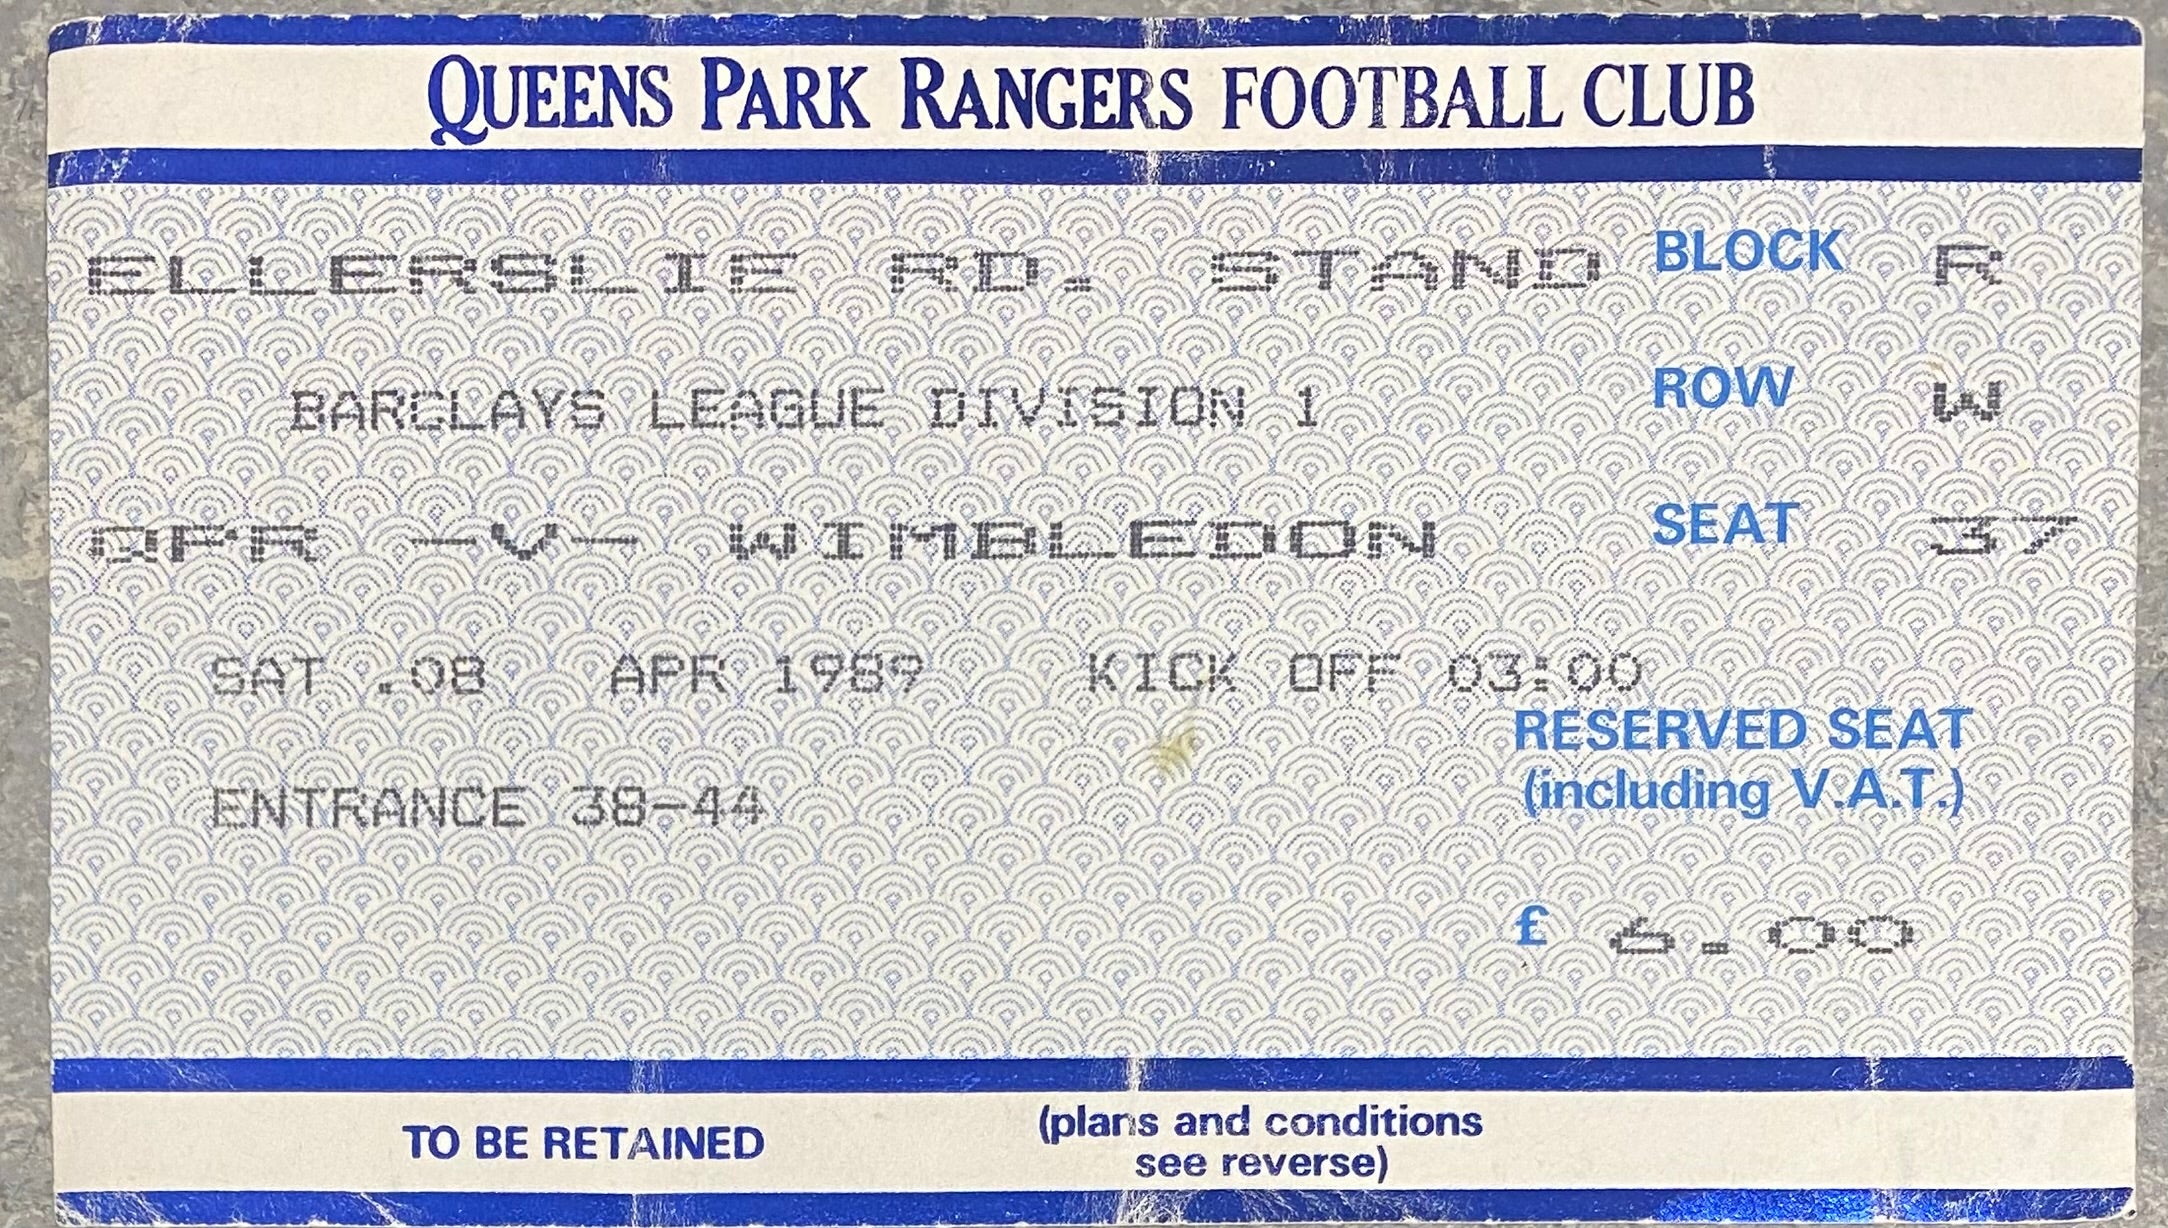 QUEENS PARK RANGERS FOOTBALL CLUB
ELLERSLIE RD. STAND BLOCK R
BARCLAYS LEAGUE DIVISION 1 ROW W
QPR -V- WIMBLEDON SEAT 37
SAT .08 APR 1989 KICK OFF 03:00
RESERVED SEAT
(including V.A.T.)
ENTRANCE 38-44
£ 6.00
TO BE RETAINED
(plans and conditions
see reverse)